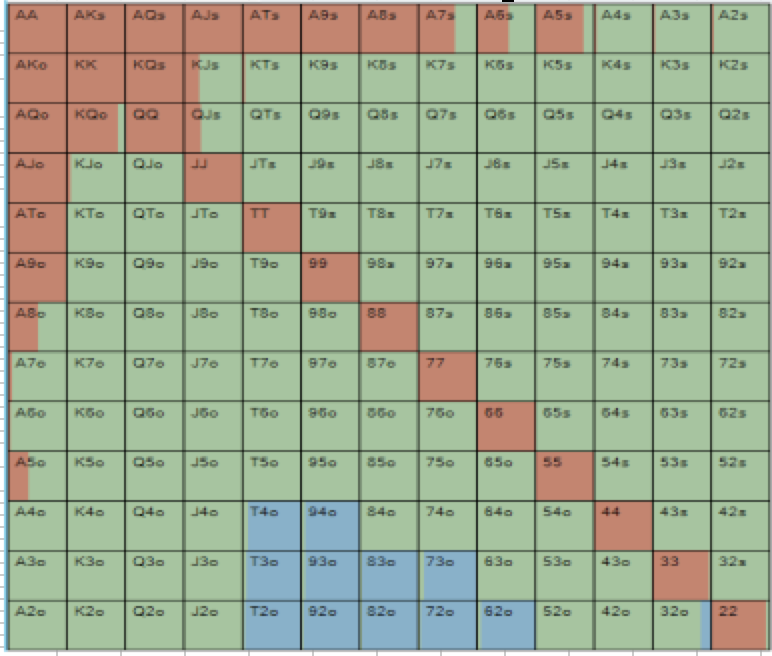 AA AKs AQs AJs ATs A9s A8s A7s A6s A5s A4s A3s A2s
AKo KK KQs KJs KTs K9s K8s K7s K6s K5s K4s K3s K2s
AQo KQo QQ QJs QTs Q9s Q8s Q7s Q6s Q5s Q4s Q3s Q2s
AJo KJo QJo JJ JTs J9s J8s J7s J6s J5s J4s J3s J2s
ATo KTo QTo JTo TT T9s T8s T7s T6s T5s T4s T3s T2s
A9o K9o Q9o J9o T9o 99 98s 97s 96s 95s 94s 93s 92s
A8o K8o Q8o J8o T8o 98o 88 87s 86s 85s 84s 83s 82s
A7o K7o Q7o J7o T7o 97o 87o 77 76s 75s 74s 73s 72s
A6o K6o Q6o J6o T6o 96o 86o 76o 66 65s 64s 63s 62s
A5o K5o Q5o J5o T5o 95o 85o 75o 65o 55 54s 53s 52s
A4o K4o Q4o J4o T4o 94o 84o 74o 64o 54o 44 43s 42s
A3o K3o Q3o J3o T3o 93o 83o 73o 63o 53o 43o 33 32s
A2o K2o Q2o J2o T2o 92o 82o 72o 62o 52o 42o 32o 22